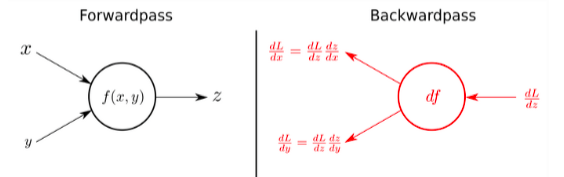 Forwardpass
x
f(x, y)
z
y
Backwardpass
dL/dx = dL/dz dz/dx
df
dL/dz
dL/dy = dL/dz dz/dy